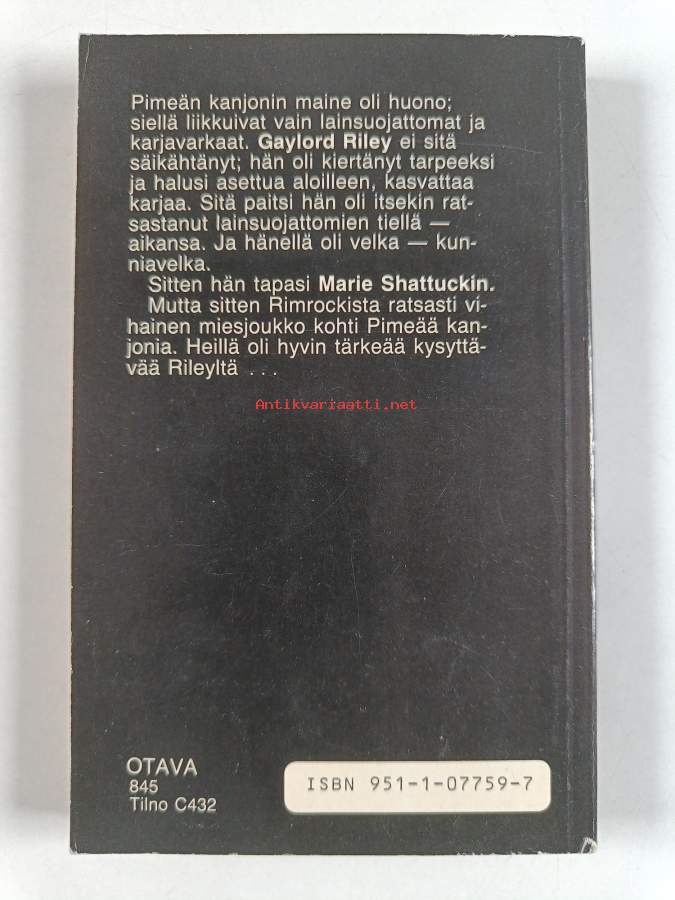 Pimeän kanjonin maine oli huono;
siellä liikkuivat vain lainsuojattomat ja
karjavarkaat. Gaylord Riley ei sitä
säikähtänyt; hän oli kiertänyt tarpeeksi
ja halusi asettua aloilleen, kasvattaa
karjaa. Sitä paitsi hän oli itsekin rat-
sastanut lainsuojattomien tiellä —
aikansa. Ja hänellä oli velka — kun-
niavelka.
Sitten hän tapasi Marie Shattuckin.
Mutta sitten Rimrockista ratsasti vi-
hainen miesjoukko kohti Pimeää kan-
jonia. Heillä oli hyvin tärkeää kysyttä-
vää Rileyltä ...
Antikvariaatti.net
OTAVA
845
Tilno C432
ISBN 951-1-07759-7